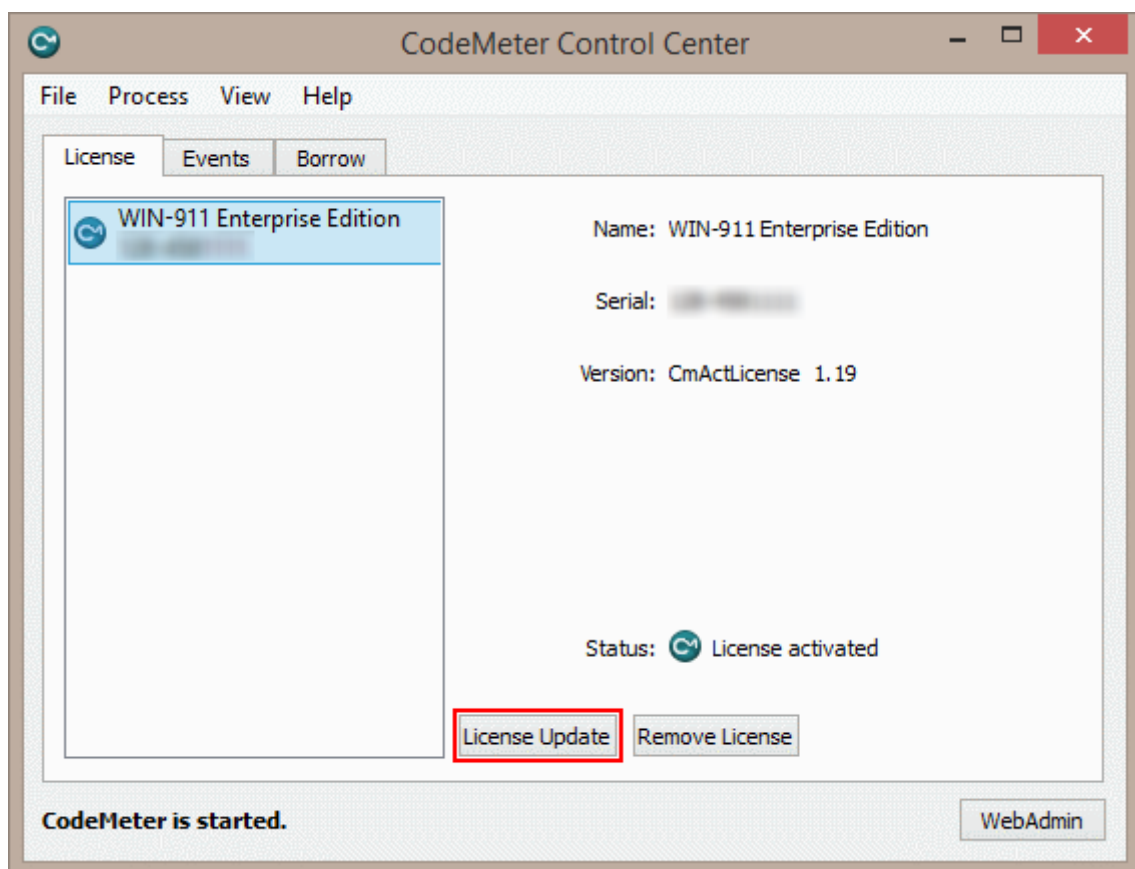 CodeMeter Control Center
File Process View Help
License Events Borrow
WIN-911 Enterprise Edition
Name: WIN-911 Enterprise Edition
Serial:
Version: CmActLicense 1.19
Status: License activated
License Update Remove License
CodeMeter is started.
WebAdmin